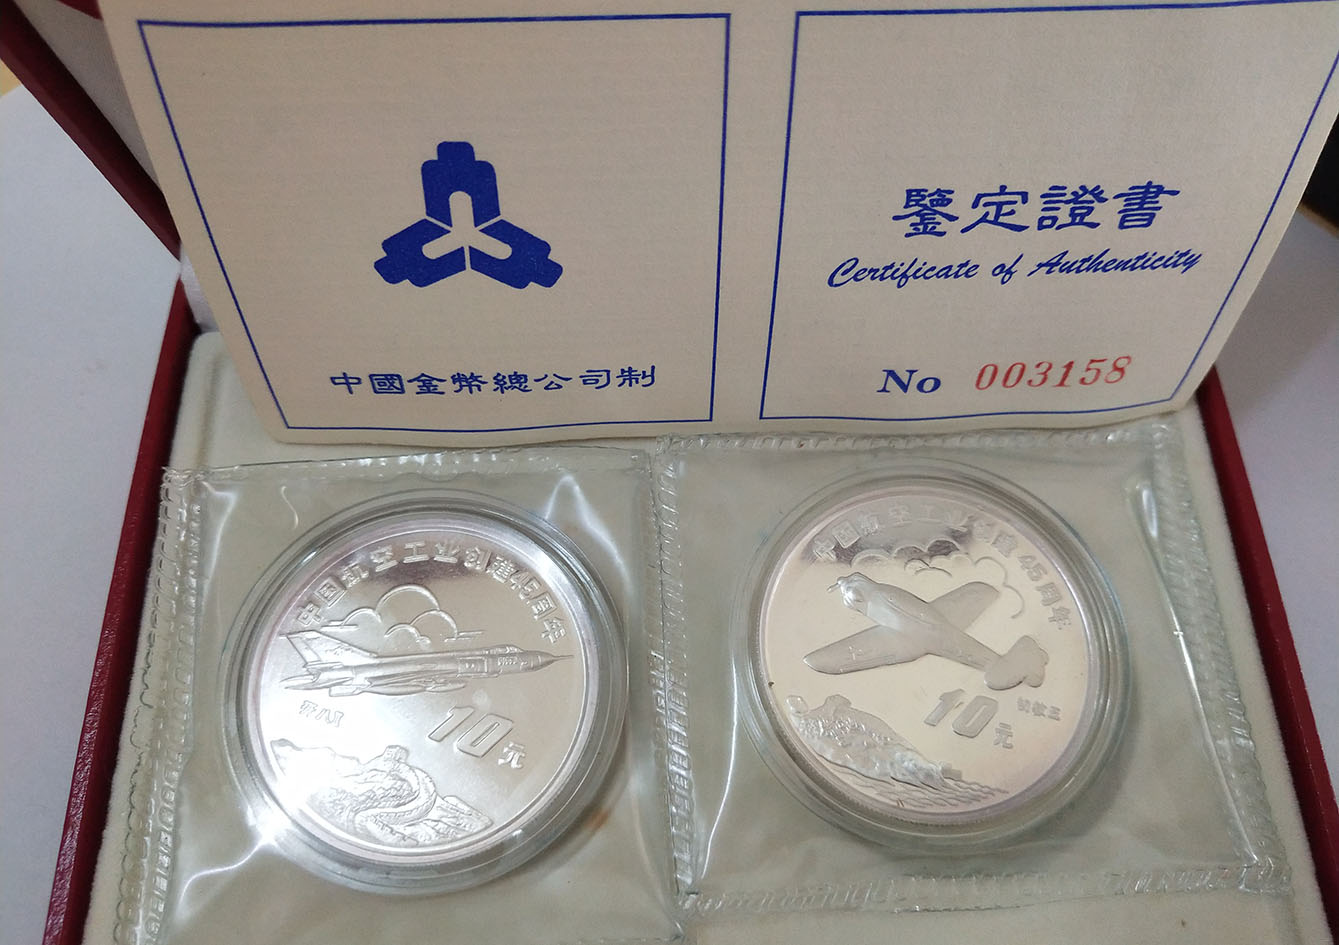 中國金幣總公司制
鑒定證書
Certificate of Authenticity
No 003158
中国航空工业创建45周年
歼八Ⅰ
10元
中国航空工业创建45周年
10元
初教五